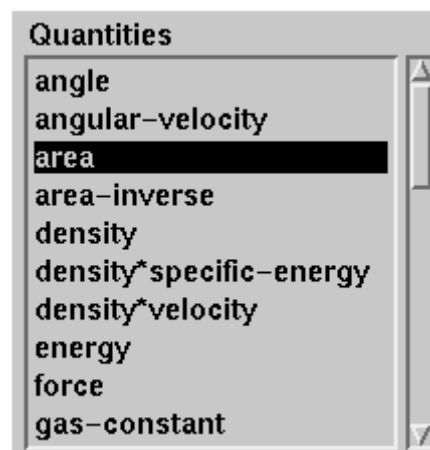 Quantities
angle
angular-velocity
area
area-inverse
density
density*specific-energy
density*velocity
energy
force
gas-constant